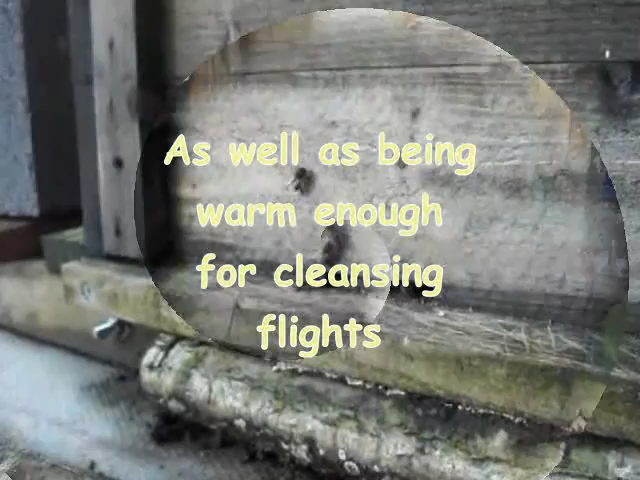 As well as being
warm enough
for cleansing
flights